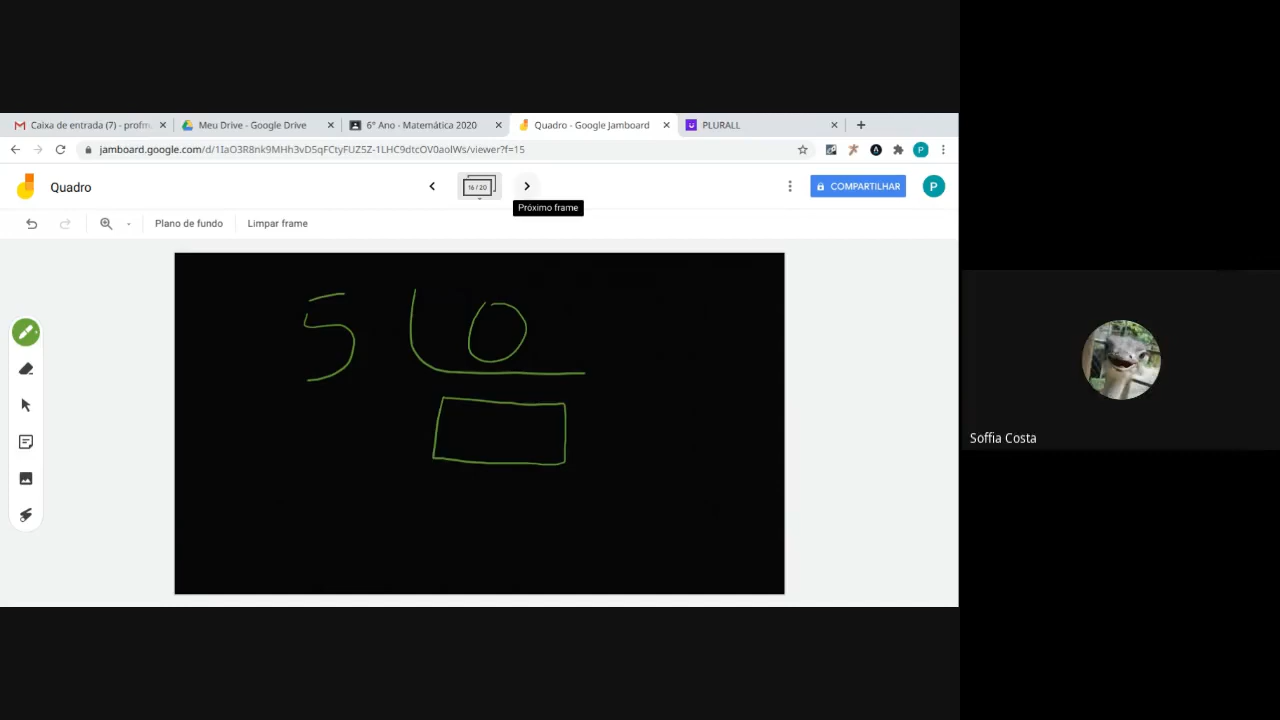 Caixa de entrada (7) - profm. Meu Drive - Google Drive 6° Ano - Matemática 2020 Quadro - Google Jamboard PLURALL
jamboard.google.com/d/1IaO3R8nk9MHh3vDSqFCtyFUZ5Z-1LHC9dtcOV0aolWs/viewer?f=15
Quadro 16 / 20 COMPARTILHAR P
Próximo frame
Plano de fundo Limpar frame
5 0
Soffia Costa